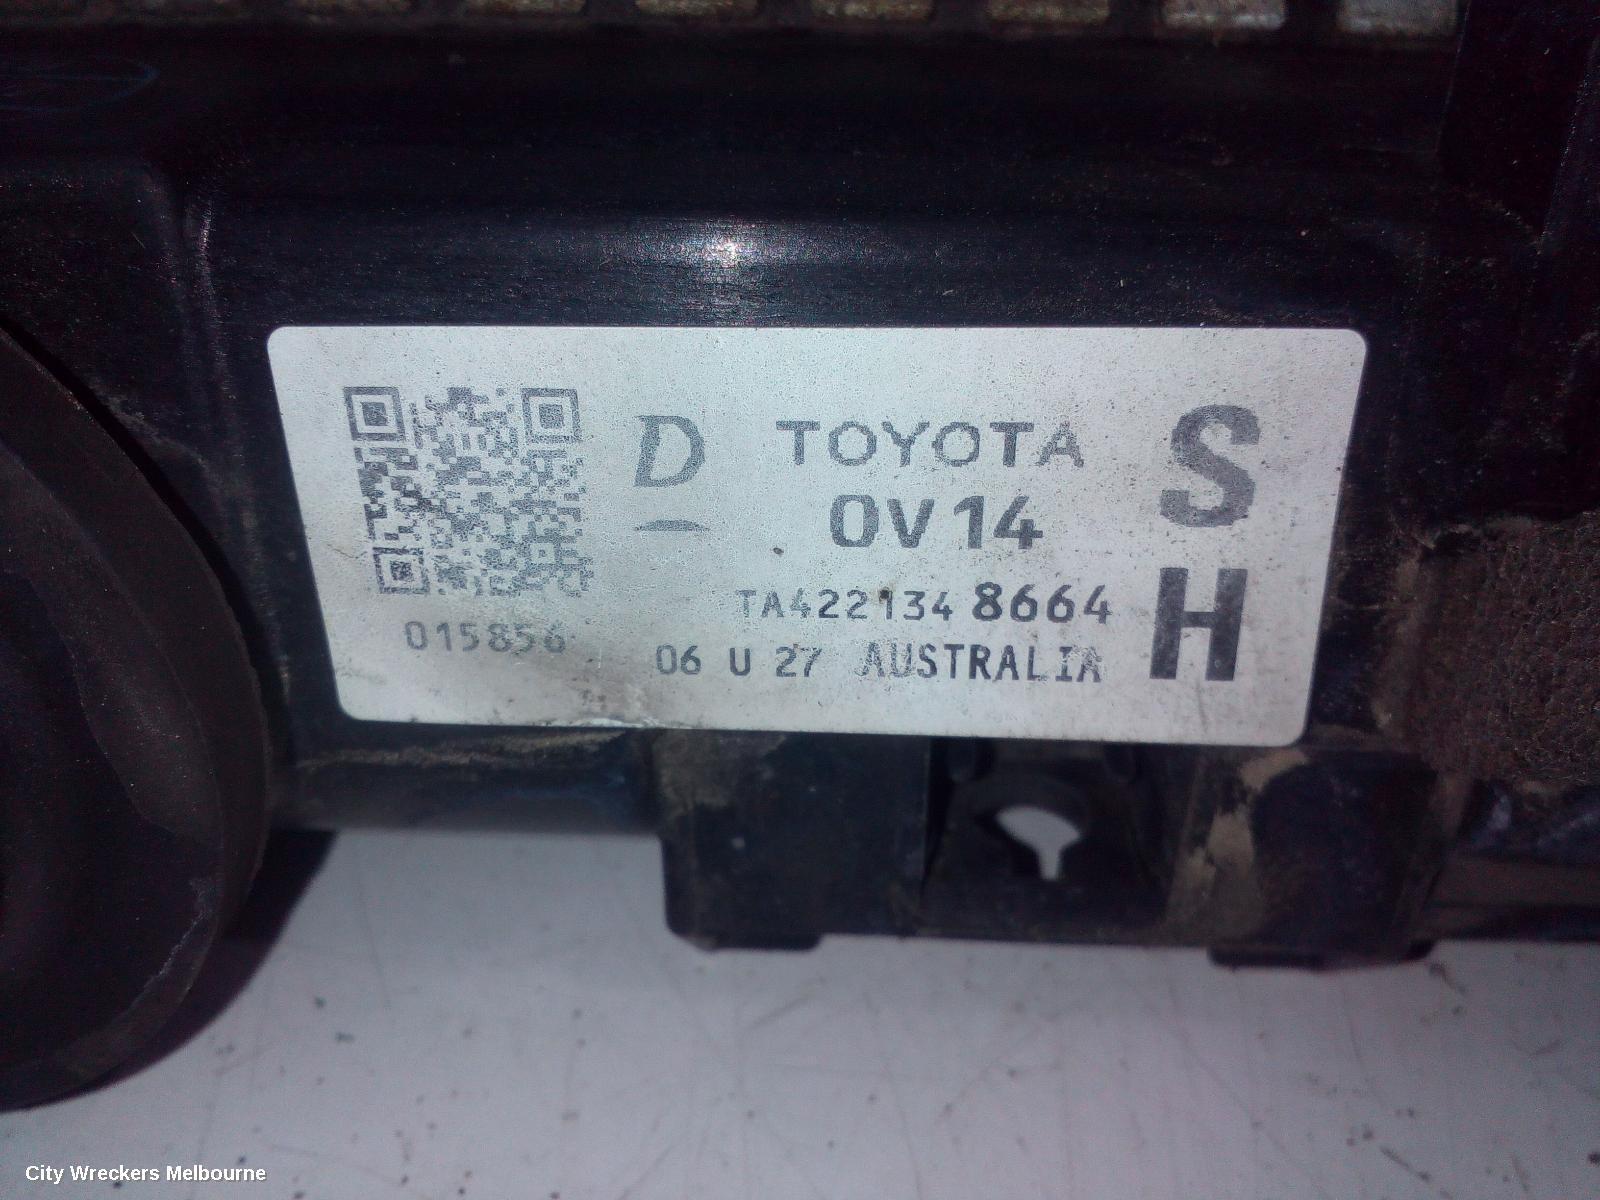 D TOYOTA S
0V14
TA422134 8664 H
015856
06 U 27 AUSTRALIA
City Wreckers Melbourne